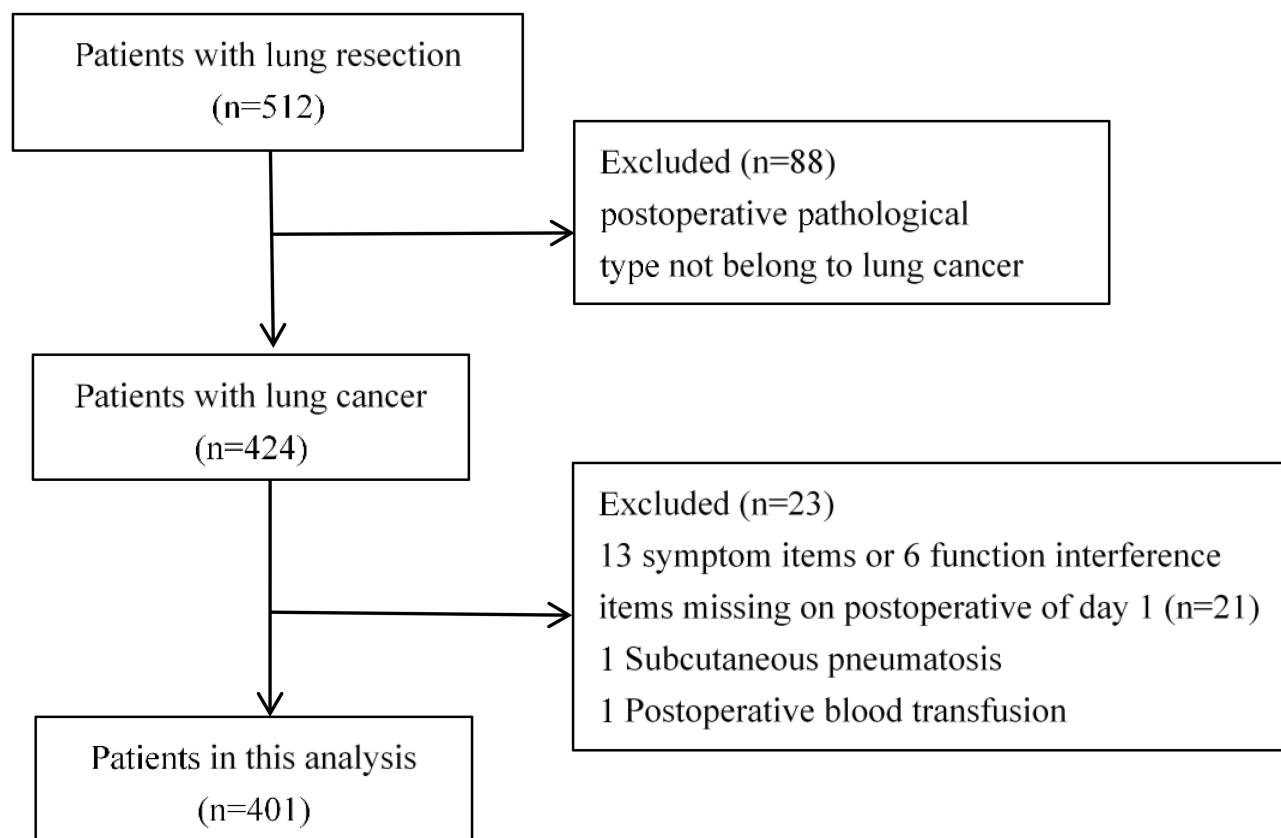 Patients with lung resection
(n=512)
Excluded (n=88)
postoperative pathological
type not belong to lung cancer
Patients with lung cancer
(n=424)
Excluded (n=23)
13 symptom items or 6 function interference
items missing on postoperative of day 1 (n=21)
1 Subcutaneous pneumatosis
1 Postoperative blood transfusion
Patients in this analysis
(n=401)